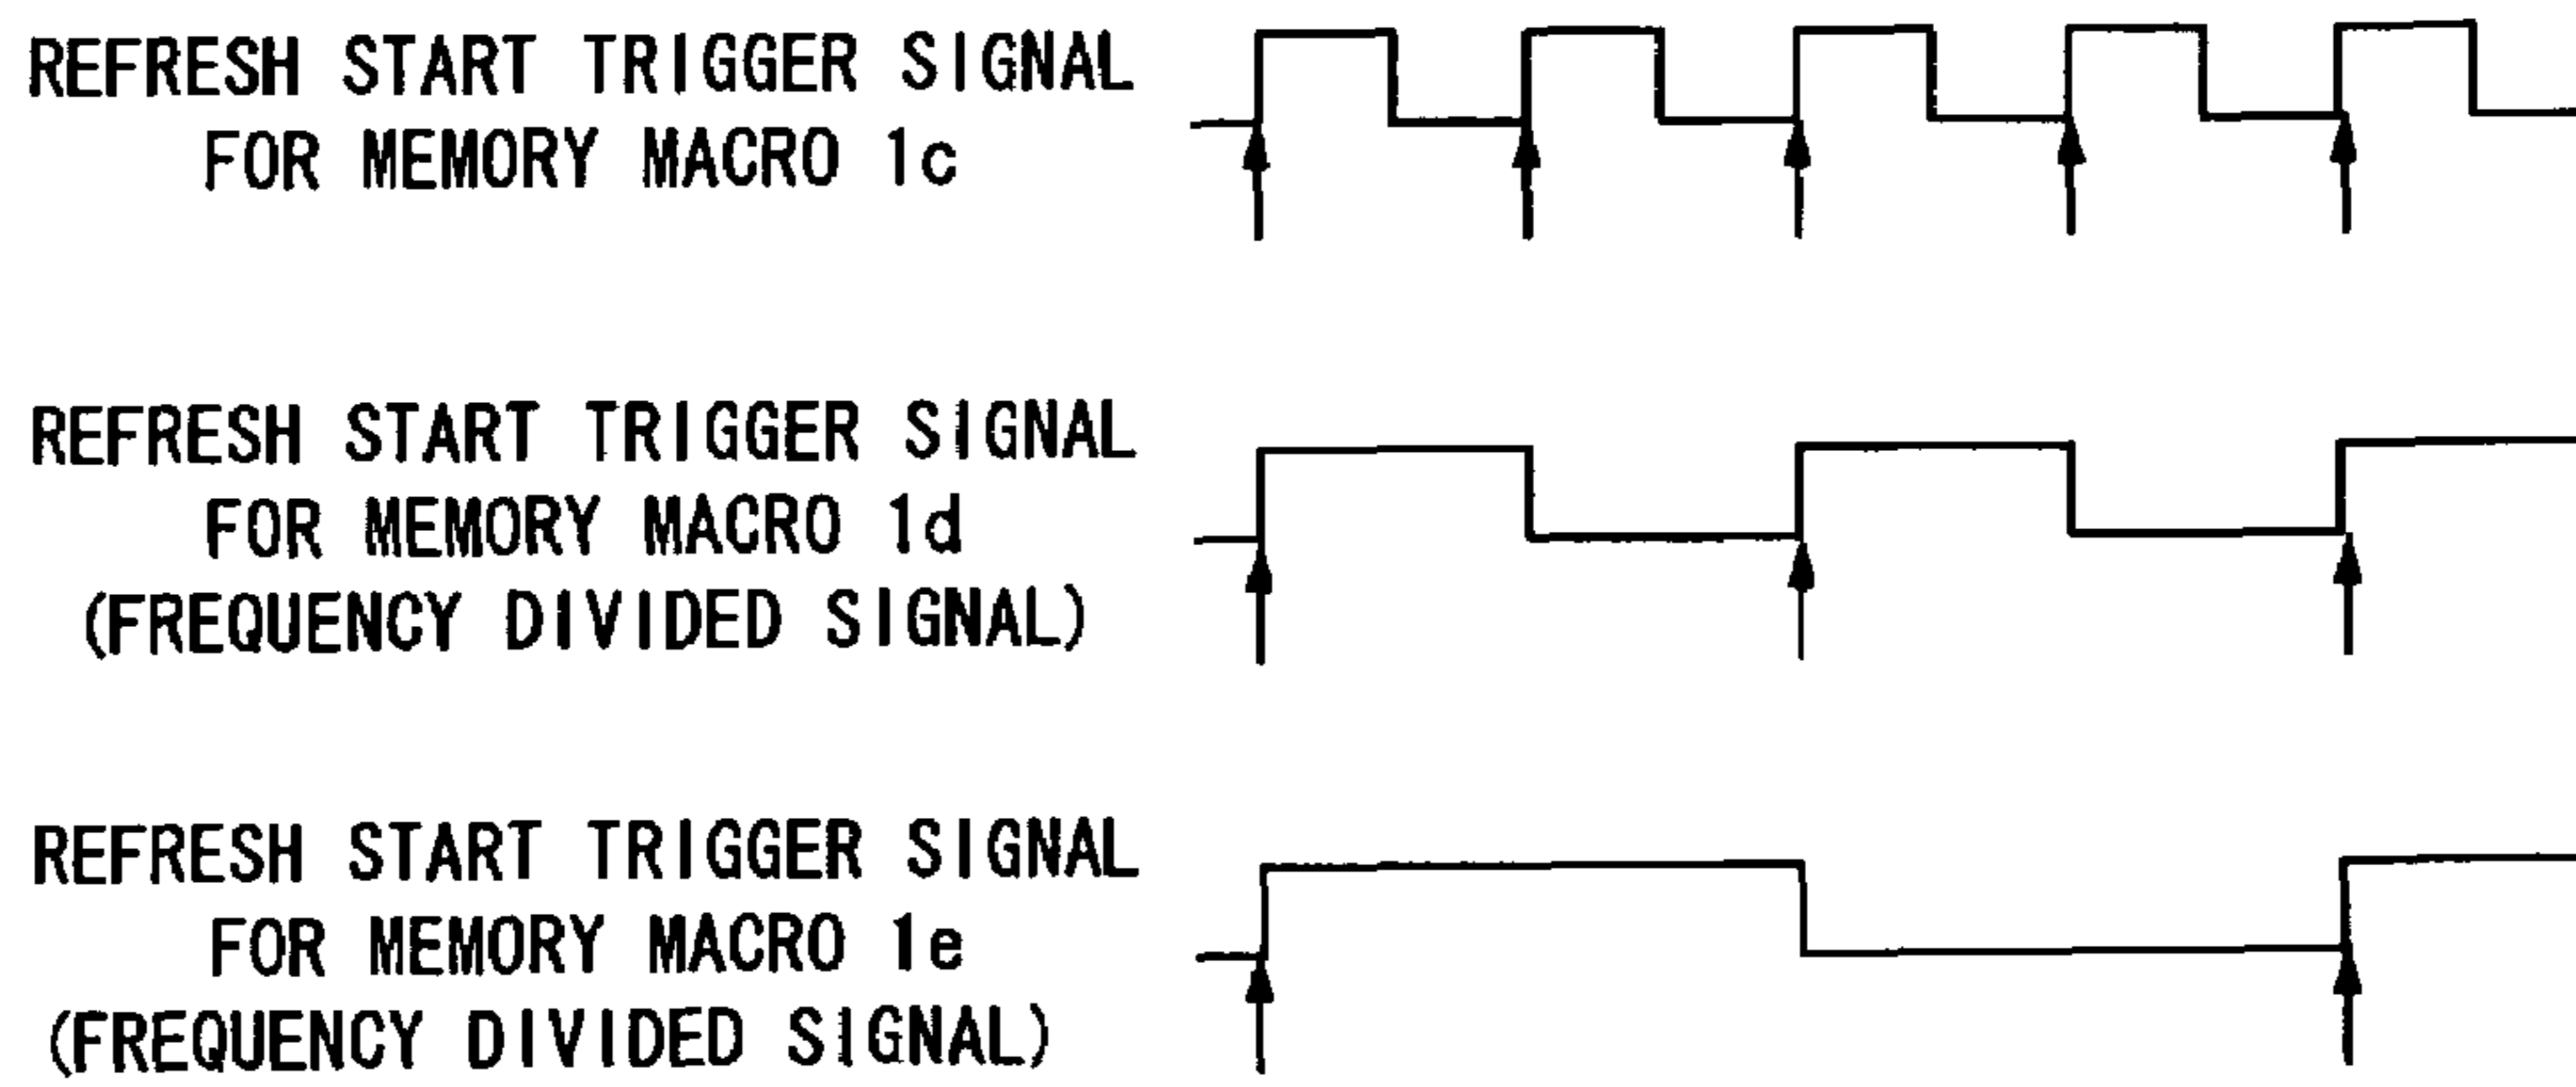 REFRESH START TRIGGER SIGNAL
FOR MEMORY MACRO 1c
REFRESH START TRIGGER SIGNAL
FOR MEMORY MACRO 1d
(FREQUENCY DIVIDED SIGNAL)
REFRESH START TRIGGER SIGNAL
FOR MEMORY MACRO 1e
(FREQUENCY DIVIDED SIGNAL)